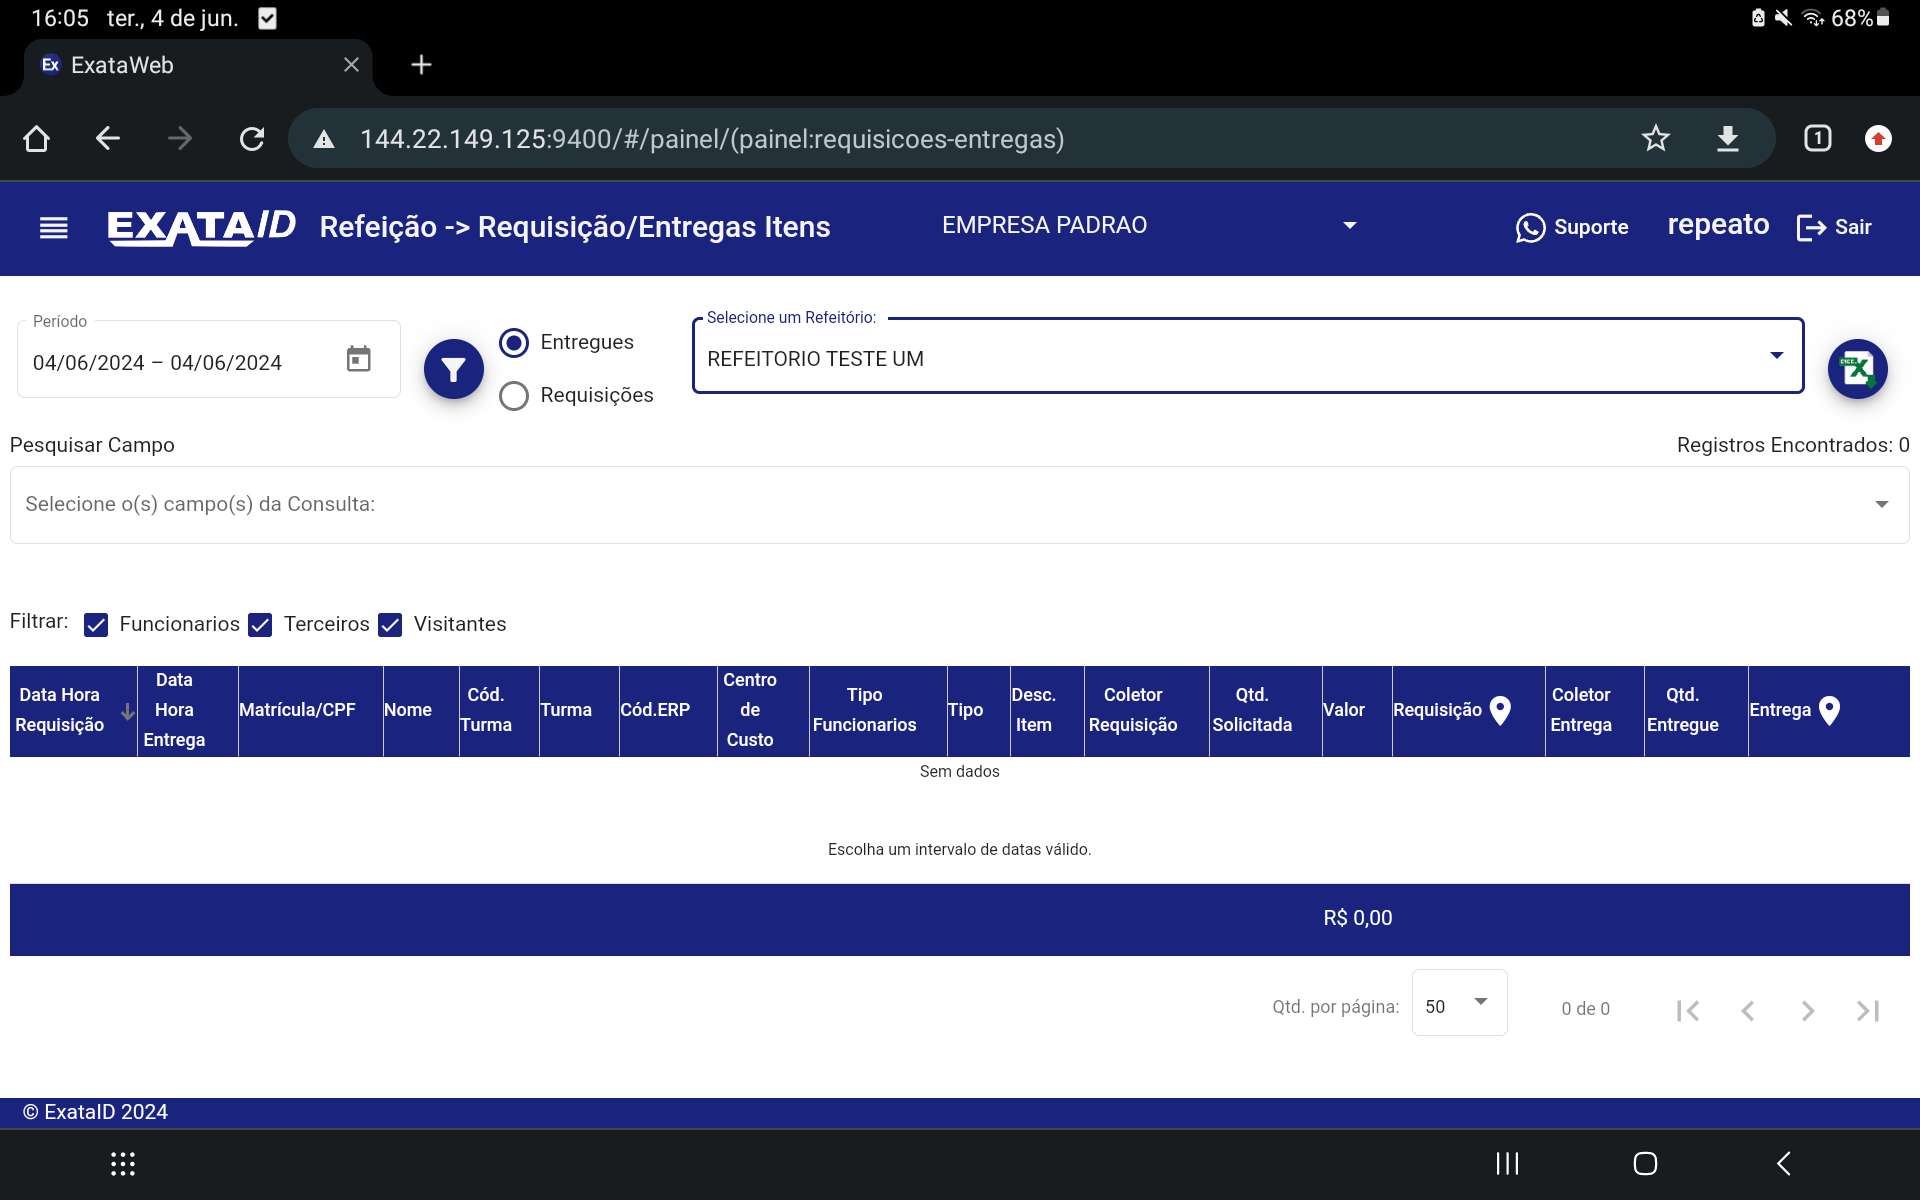 16:05 ter., 4 de jun.
68%
Ex ExataWeb
144.22.149.125:9400/#/painel/(painel:requisicoes-entregas)
1
EXATAID Refeição -> Requisição/Entregas Itens EMPRESA PADRAO Suporte repeato Sair
Período
04/06/2024 – 04/06/2024
Entregues
Requisições
Selecione um Refeitório:
REFEITORIO TESTE UM
Pesquisar Campo
Registros Encontrados: 0
Selecione o(s) campo(s) da Consulta:
Filtrar: Funcionarios Terceiros Visitantes
Data Hora
Requisição
Data
Hora
Entrega
Matrícula/CPF
Nome
Cód.
Turma
Turma
Cód.ERP
Centro
de
Custo
Tipo
Funcionarios
Tipo
Desc.
Item
Coletor
Requisição
Qtd.
Solicitada
Valor
Requisição
Coletor
Entrega
Qtd.
Entregue
Entrega
Sem dados
Escolha um intervalo de datas válido.
R$ 0,00
Qtd. por página: 50 0 de 0
© ExataID 2024